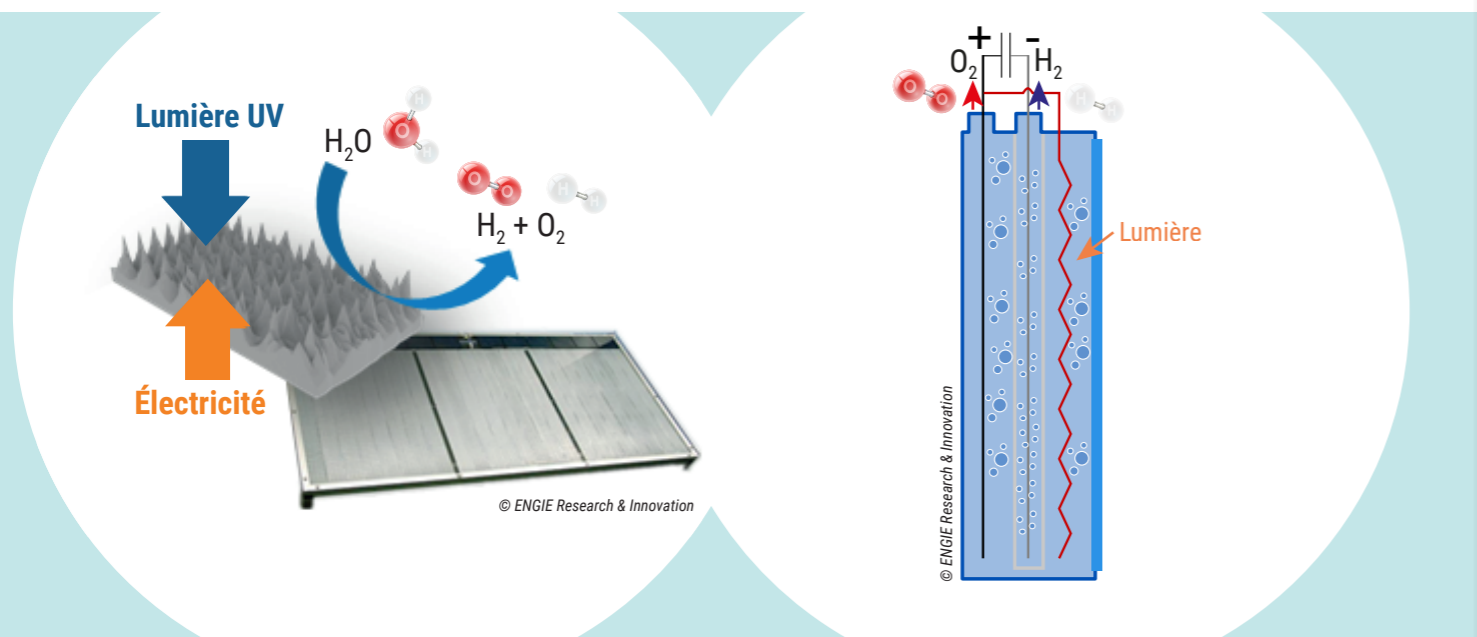 Lumière UV
H₂O
H₂ + O₂
Électricité
© ENGIE Research & Innovation
+ -
O₂ H₂
Lumière
© ENGIE Research & Innovation
O
H
H
O
O
H
H
O
O
H
H